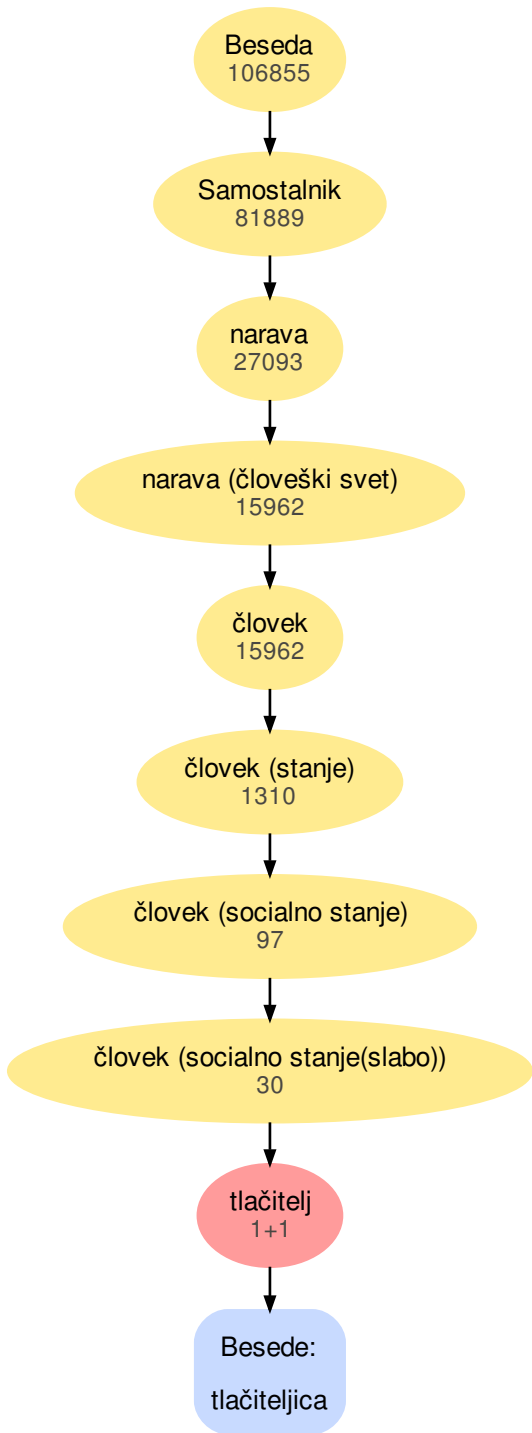 Beseda
106855
Samostalnik
81889
narava
27093
narava (človeški svet)
15962
človek
15962
človek (stanje)
1310
človek (socialno stanje)
97
človek (socialno stanje(slabo))
30
tlačitelj
1+1
Besede:
tlačiteljica